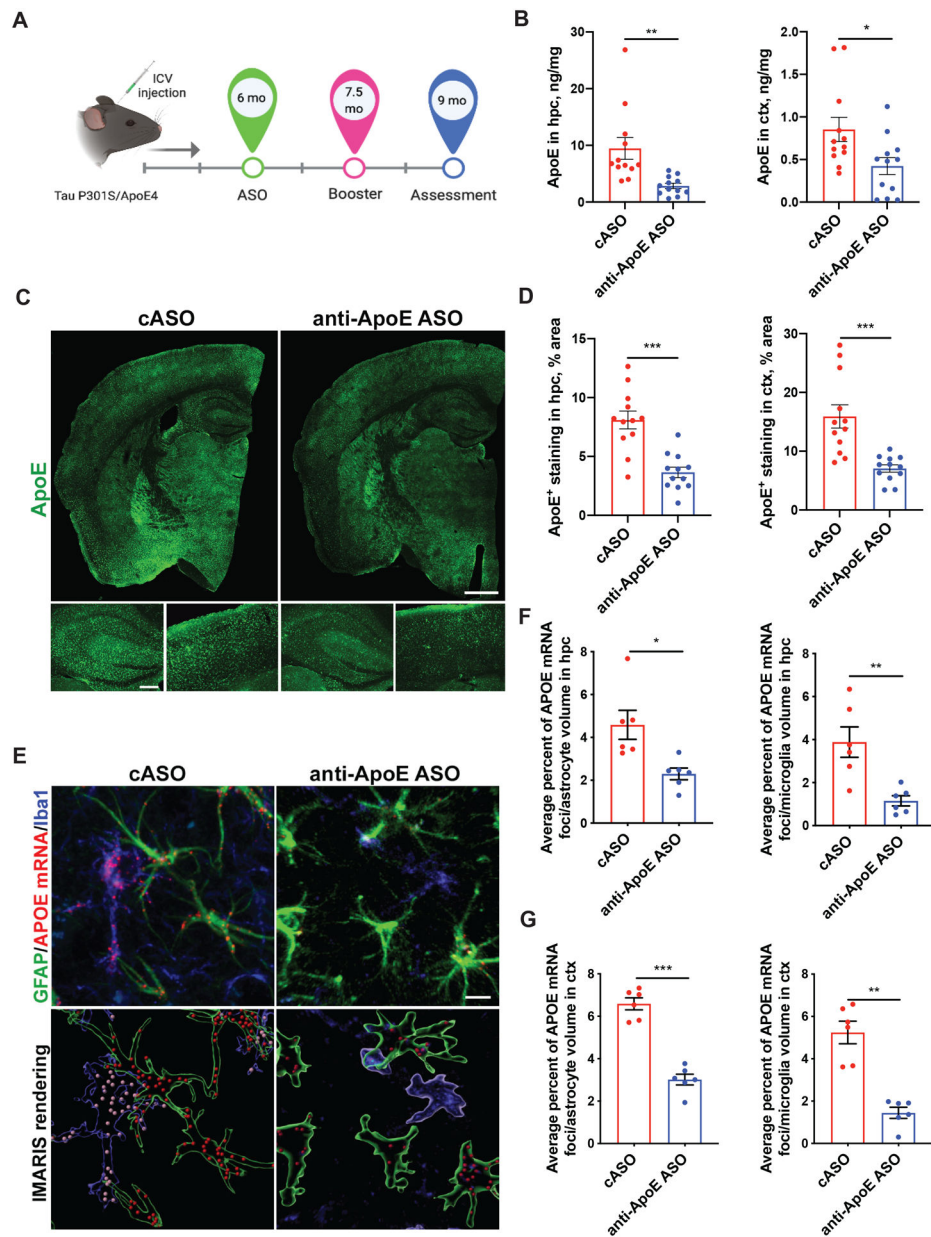 A
ICV
injection
6 mo
7.5
mo
9 mo
Tau P301S/ApoE4
ASO
Booster
Assessment
B
ApoE in hpc, ng/mg
30
20
10
0
**
cASO
anti-ApoE ASO
ApoE in ctx, ng/mg
2.0
1.5
1.0
0.5
0.0
*
cASO
anti-ApoE ASO
C
cASO
anti-ApoE ASO
ApoE
D
ApoE⁺ staining in hpc, % area
15
10
5
0
***
cASO
anti-ApoE ASO
ApoE⁺ staining in ctx, % area
30
20
10
0
***
cASO
anti-ApoE ASO
E
cASO
anti-ApoE ASO
GFAP/APOE mRNA/Iba1
IMARIS rendering
F
Average percent of APOE mRNA
foci/astrocyte volume in hpc
8
6
4
2
0
*
cASO
anti-ApoE ASO
Average percent of APOE mRNA
foci/microglia volume in hpc
8
6
4
2
0
**
cASO
anti-ApoE ASO
G
Average percent of APOE mRNA
foci/astrocyte volume in ctx
8
6
4
2
0
***
cASO
anti-ApoE ASO
Average percent of APOE mRNA
foci/microglia volume in ctx
8
6
4
2
0
**
cASO
anti-ApoE ASO